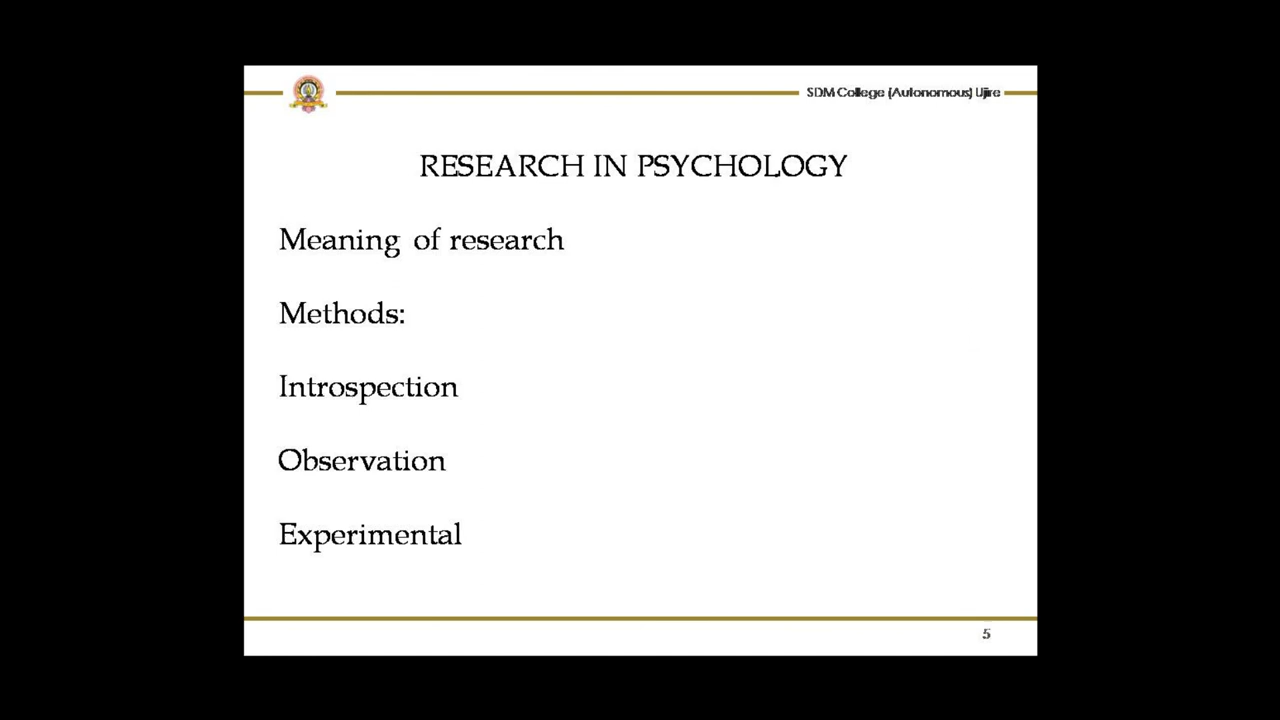 SDM College (Autonomous) Ujire
RESEARCH IN PSYCHOLOGY
Meaning of research
Methods:
Introspection
Observation
Experimental
5